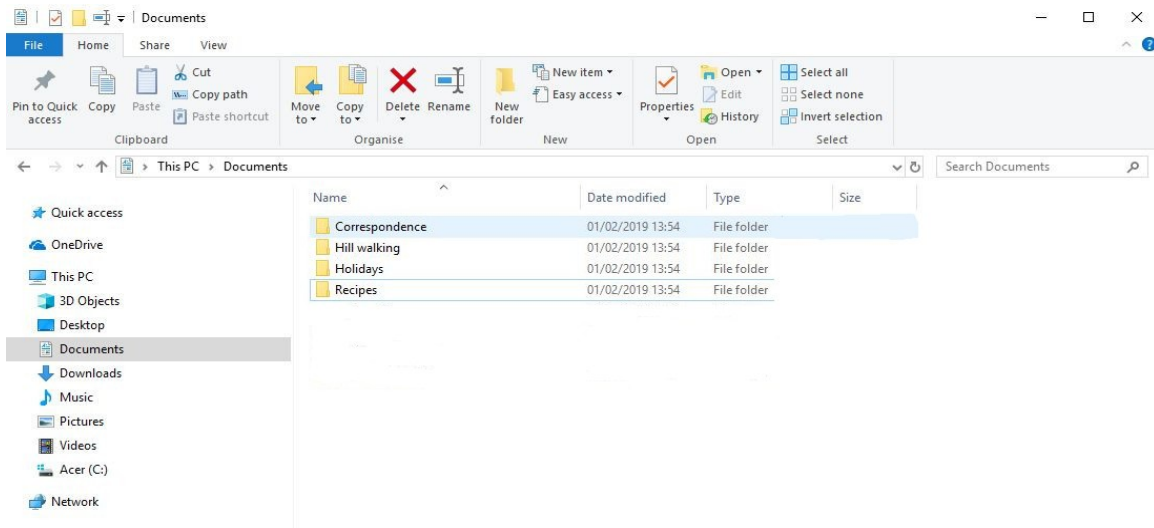 Documents
File Home Share View
Pin to Quick access
Copy
Paste
Cut
Copy path
Paste shortcut
Clipboard
Move to
Copy to
Delete
Rename
Organise
New folder
New item
Easy access
New
Properties
Open
Edit
History
Open
Select all
Select none
Invert selection
Select
This PC > Documents
Search Documents
Name Date modified Type Size
Correspondence 01/02/2019 13:54 File folder
Hill walking 01/02/2019 13:54 File folder
Holidays 01/02/2019 13:54 File folder
Recipes 01/02/2019 13:54 File folder
Quick access
OneDrive
This PC
3D Objects
Desktop
Documents
Downloads
Music
Pictures
Videos
Acer (C:)
Network